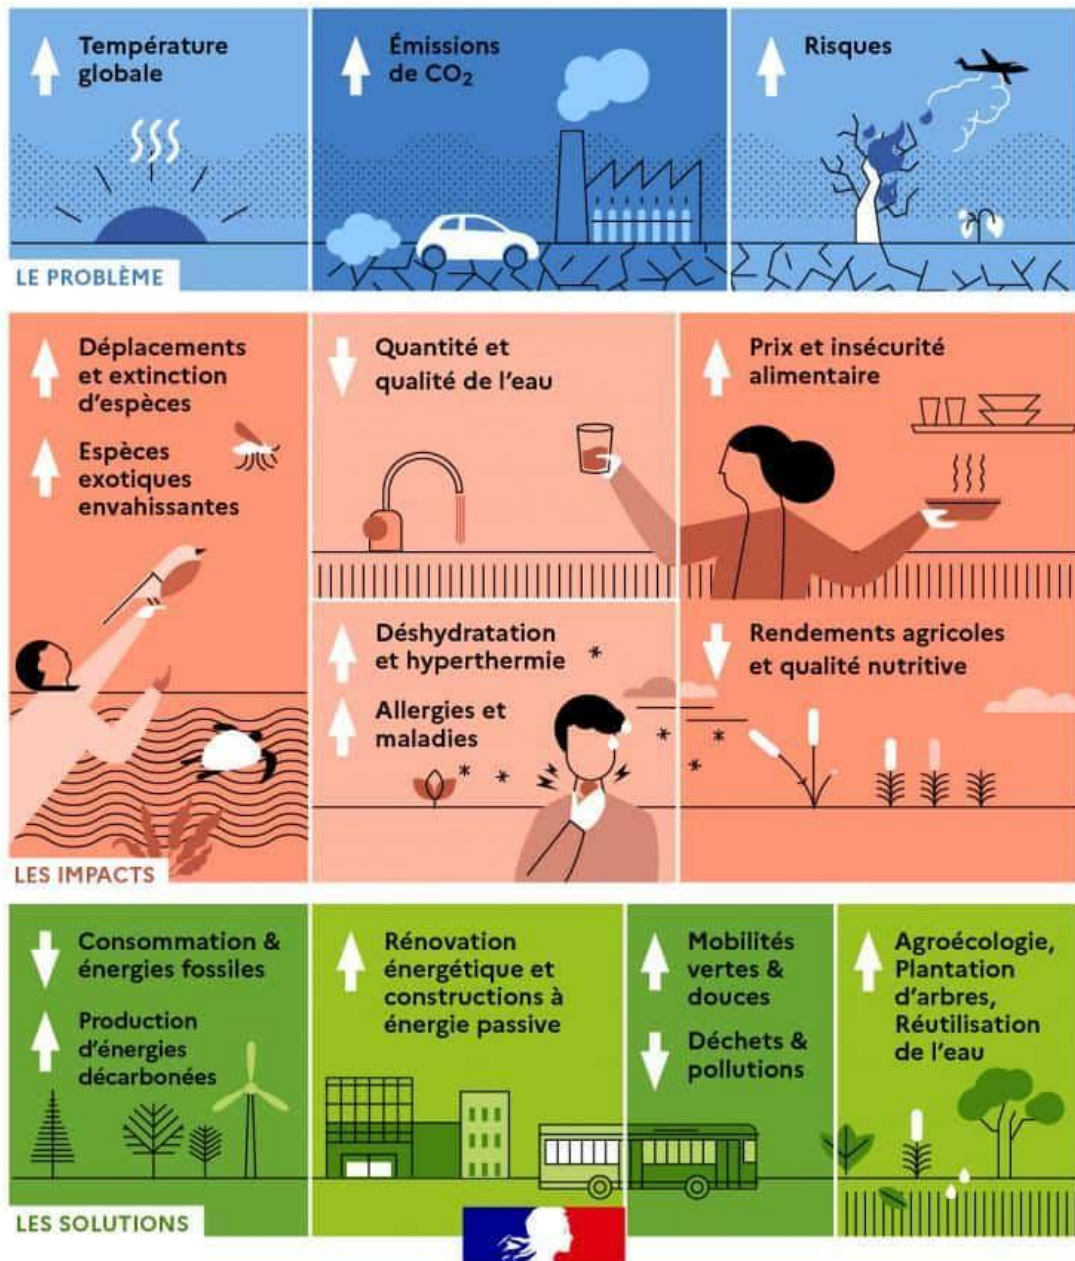 Température
globale
Émissions
de CO₂
Risques
LE PROBLÈME
Déplacements
et extinction
d'espèces
Espèces
exotiques
envahissantes
Quantité et
qualité de l'eau
Prix et insécurité
alimentaire
Déshydratation
et hyperthermie
Allergies et
maladies
Rendements agricoles
et qualité nutritive
LES IMPACTS
Consommation &
énergies fossiles
Production
d'énergies
décarbonées
Rénovation
énergétique et
constructions à
énergie passive
Mobilités
vertes &
douces
Déchets &
pollutions
Agroécologie,
Plantation
d'arbres,
Réutilisation
de l'eau
LES SOLUTIONS